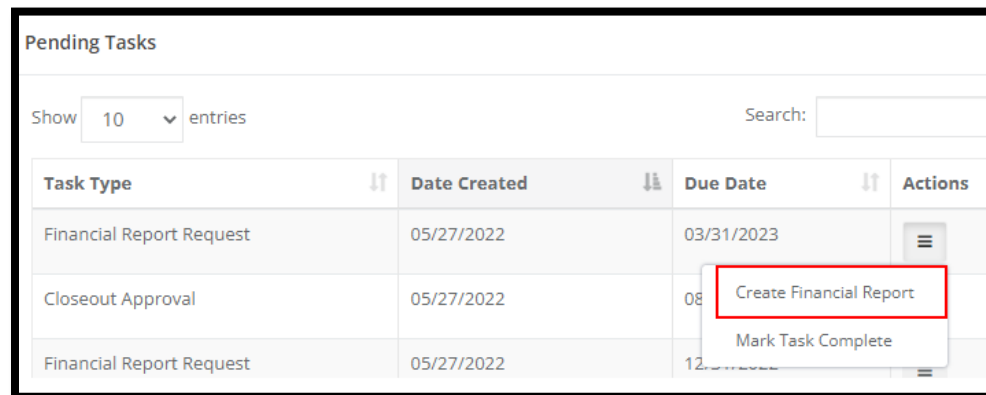 Pending Tasks
Show 10 entries Search:
Task Type Date Created Due Date Actions
Financial Report Request 05/27/2022 03/31/2023
Create Financial Report
Closeout Approval 05/27/2022 08
Mark Task Complete
Financial Report Request 05/27/2022